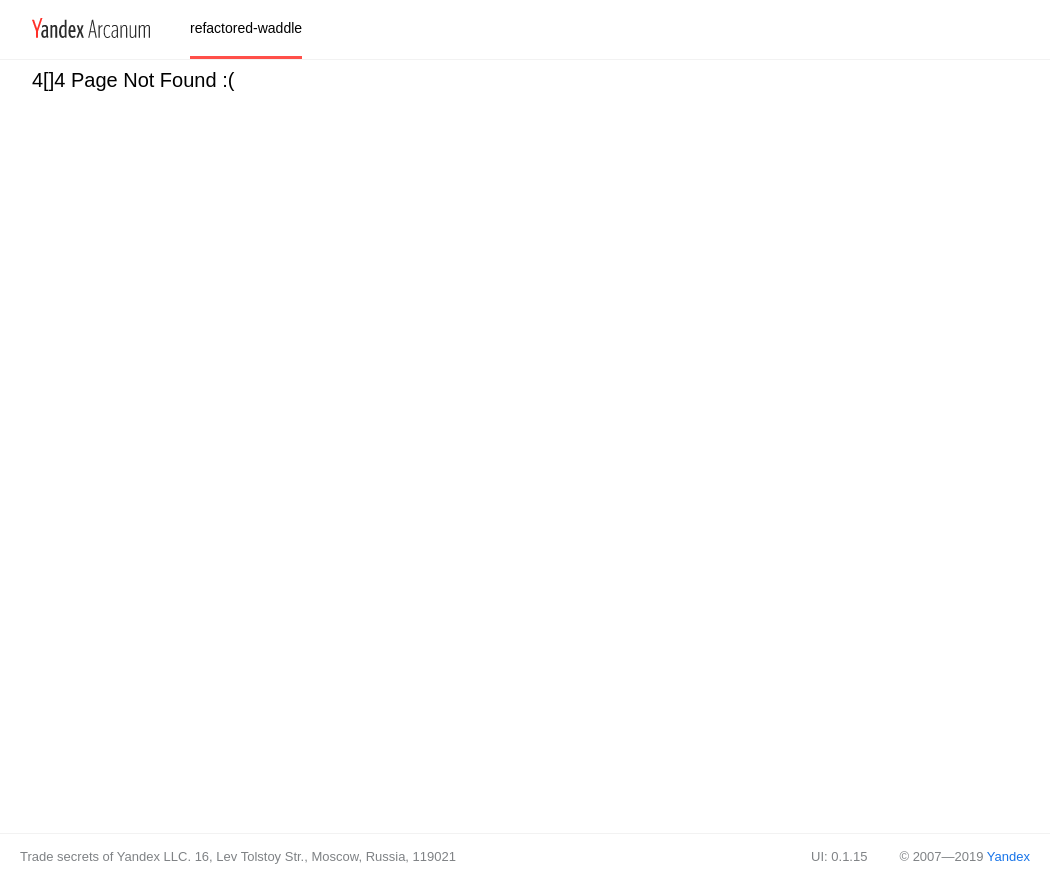 Yandex Arcanum
refactored-waddle
4[]4 Page Not Found :(
Trade secrets of Yandex LLC. 16, Lev Tolstoy Str., Moscow, Russia, 119021
UI: 0.1.15
© 2007—2019 Yandex